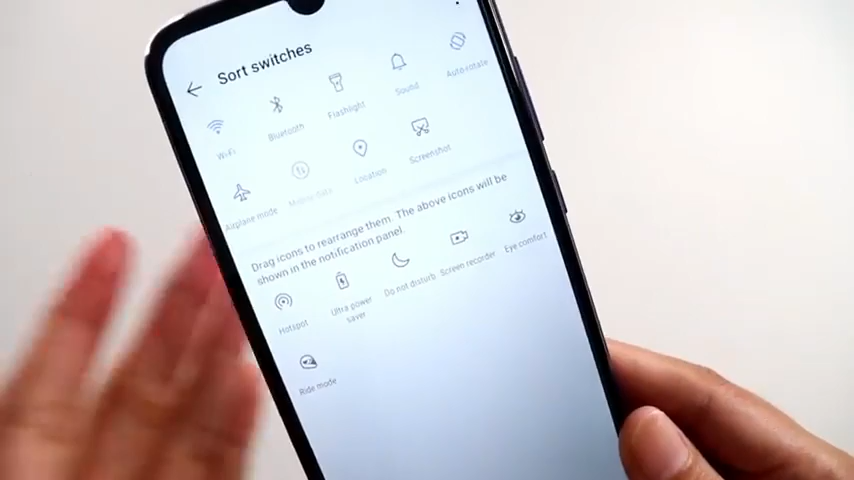 Sort switches
Wi-Fi
Bluetooth
Flashlight
Sound
Auto-rotate
Airplane mode
Mobile data
Location
Screenshot
Drag icons to rearrange them. The above icons will be
shown in the notification panel.
Hotspot
Ultra power
saver
Do not disturb
Screen recorder
Eye comfort
Ride mode